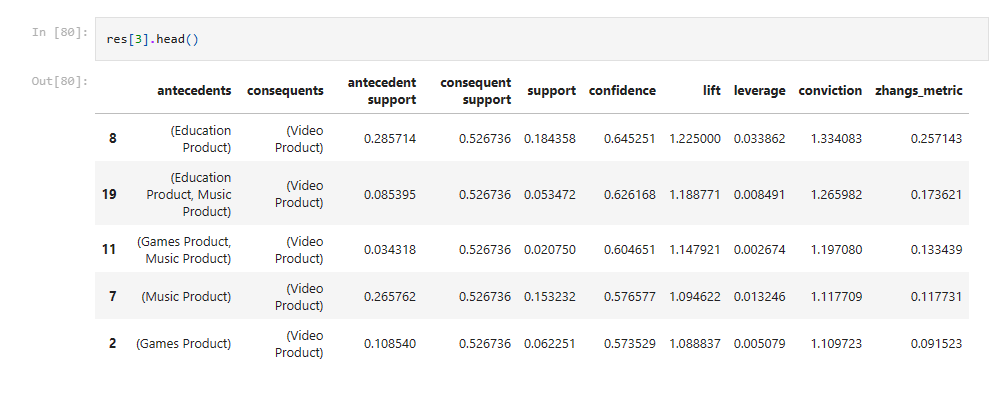 In [80]: res[3].head()
Out[80]:
antecedents consequents antecedent support consequent support support confidence lift leverage conviction zhangs_metric
8 (Education Product) (Video Product) 0.285714 0.526736 0.184358 0.645251 1.225000 0.033862 1.334083 0.257143
19 (Education Product, Music Product) (Video Product) 0.085395 0.526736 0.053472 0.626168 1.188771 0.008491 1.265982 0.173621
11 (Games Product, Music Product) (Video Product) 0.034318 0.526736 0.020750 0.604651 1.147921 0.002674 1.197080 0.133439
7 (Music Product) (Video Product) 0.265762 0.526736 0.153232 0.576577 1.094622 0.013246 1.117709 0.117731
2 (Games Product) (Video Product) 0.108540 0.526736 0.062251 0.573529 1.088837 0.005079 1.109723 0.091523